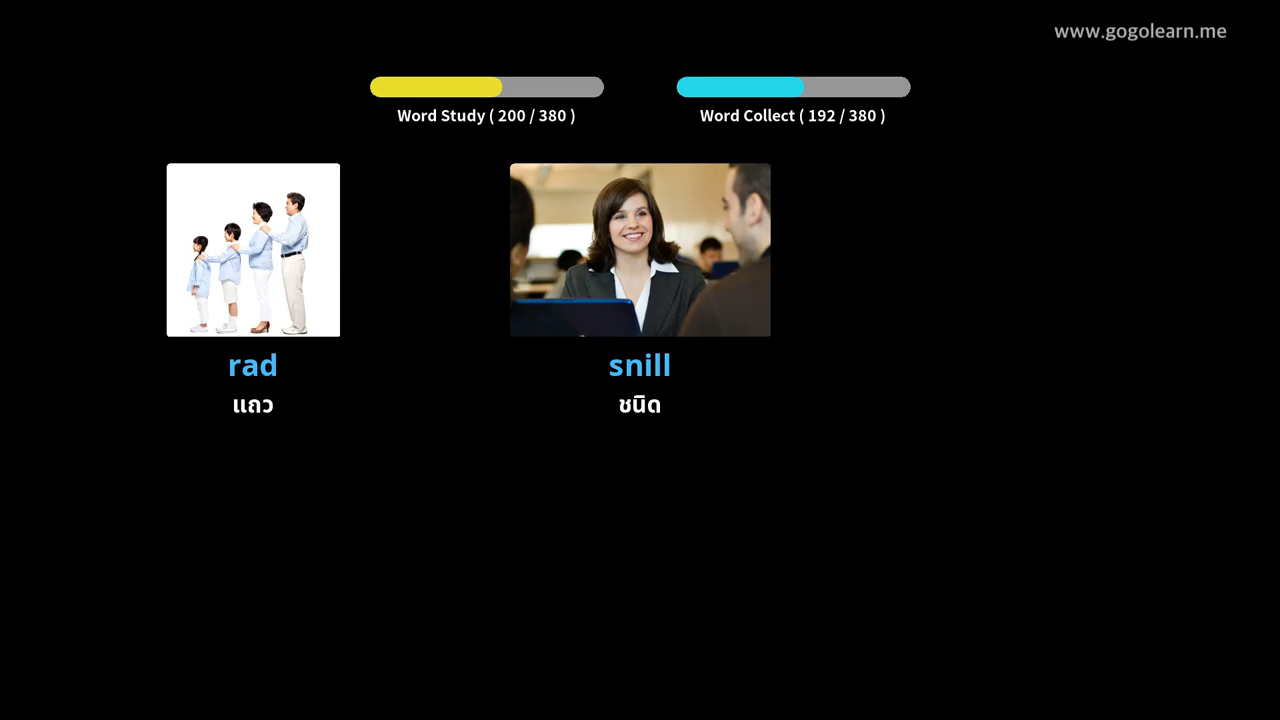 www.gogolearn.me
Word Study ( 200 / 380 )
Word Collect ( 192 / 380 )
rad
แถว
snill
ชนิด